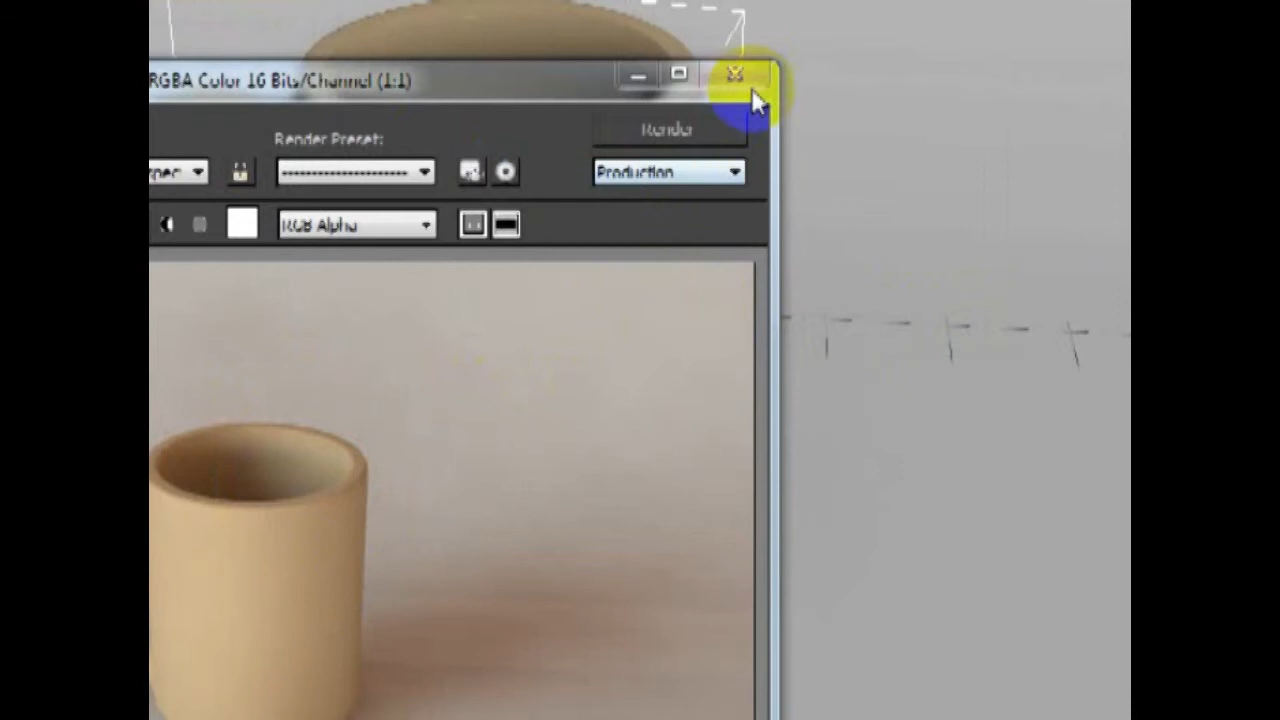 RGBA Color 16 Bits/Channel (1:1)
Render Preset:
Render
Production
RGB Alpha